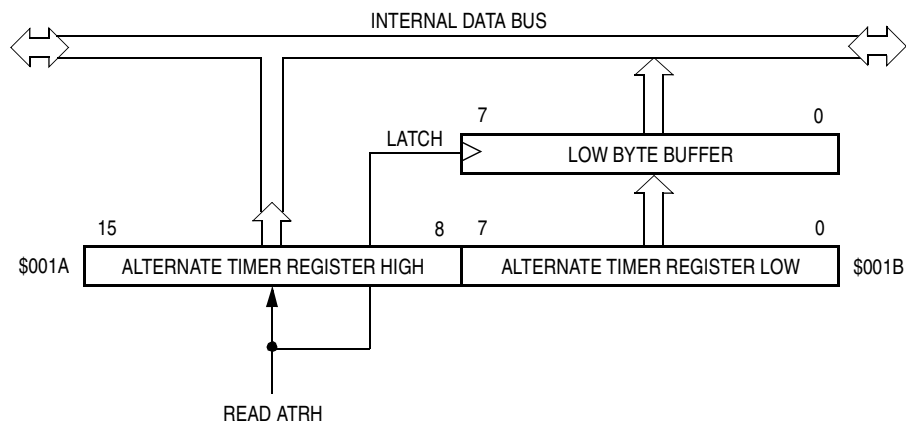 INTERNAL DATA BUS
7 0
LATCH
LOW BYTE BUFFER
15 8 7 0
$001A ALTERNATE TIMER REGISTER HIGH ALTERNATE TIMER REGISTER LOW $001B
READ ATRH